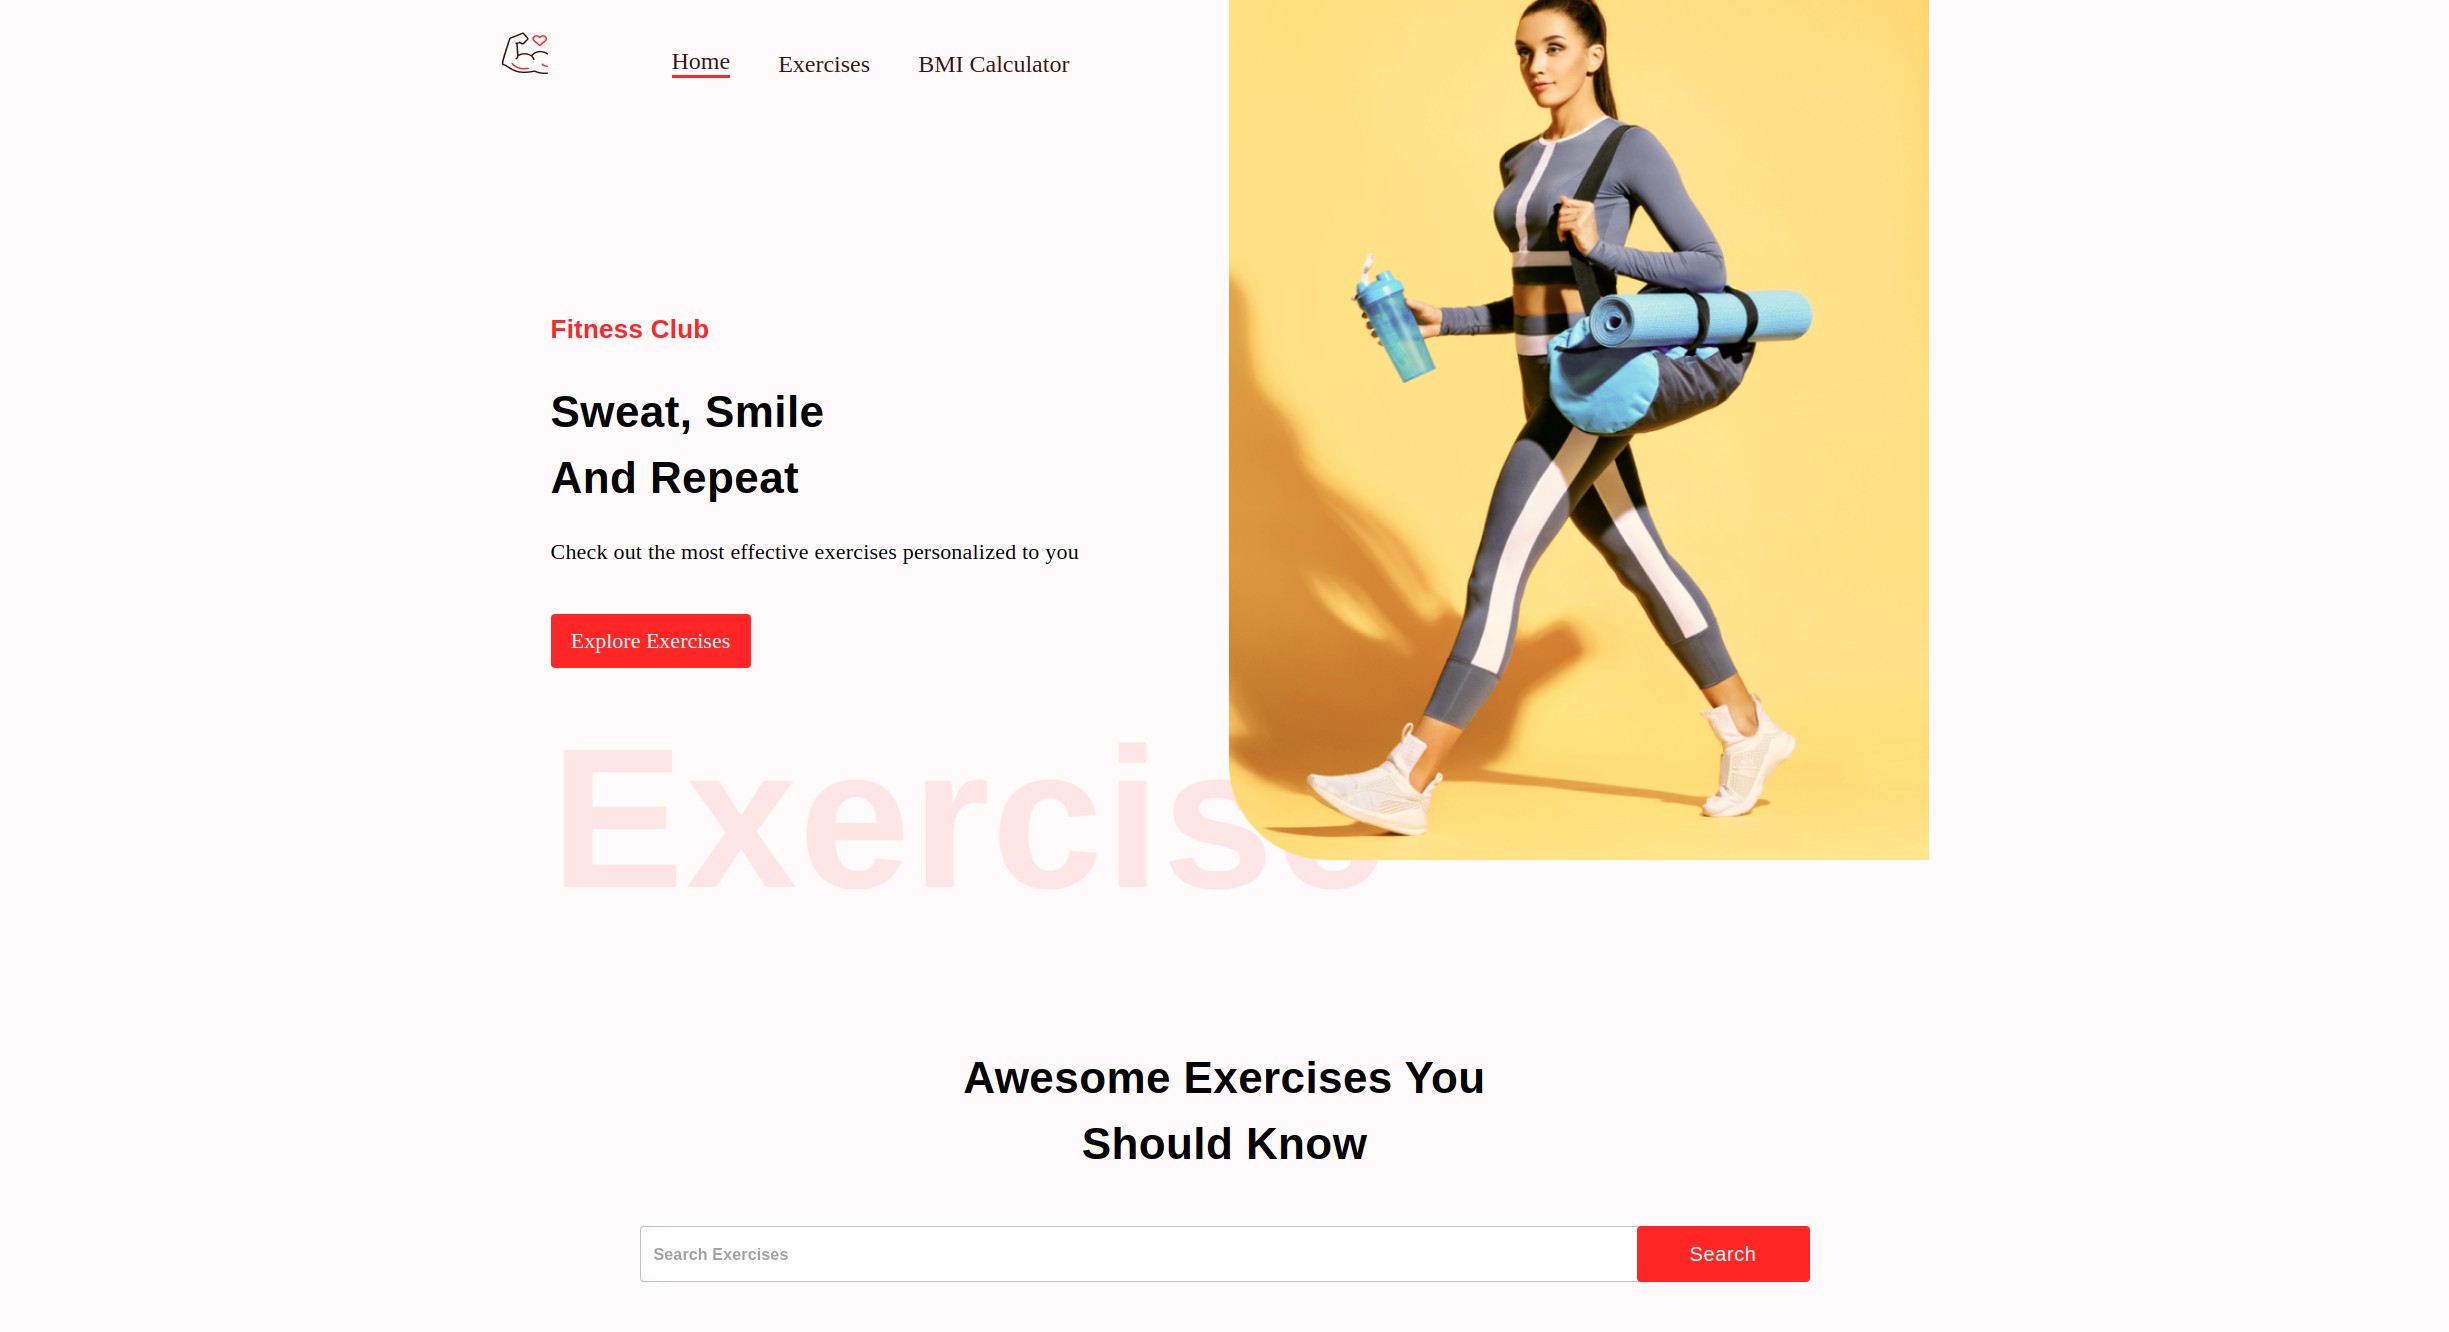 Home
Exercises
BMI Calculator
Fitness Club
Sweat, Smile
And Repeat
Check out the most effective exercises personalized to you
Explore Exercises
Exercise
Awesome Exercises You
Should Know
Search Exercises
Search